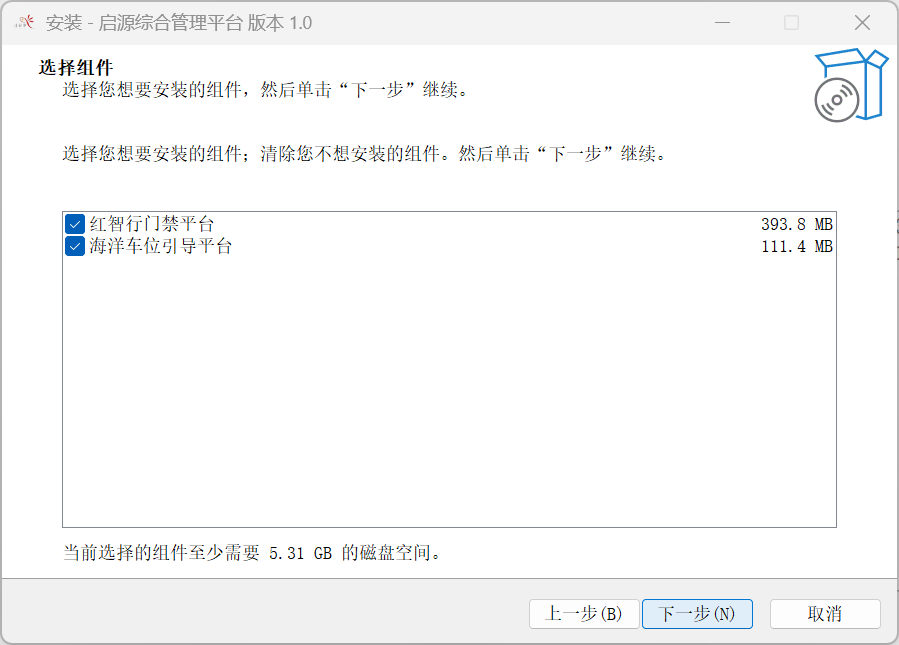 安装 - 启源综合管理平台 版本 1.0
选择组件
选择您想要安装的组件，然后单击“下一步”继续。
选择您想要安装的组件；清除您不想安装的组件。然后单击“下一步”继续。
红智行门禁平台 393.8 MB
海洋车位引导平台 111.4 MB
当前选择的组件至少需要 5.31 GB 的磁盘空间。
上一步(B) 下一步(N) 取消